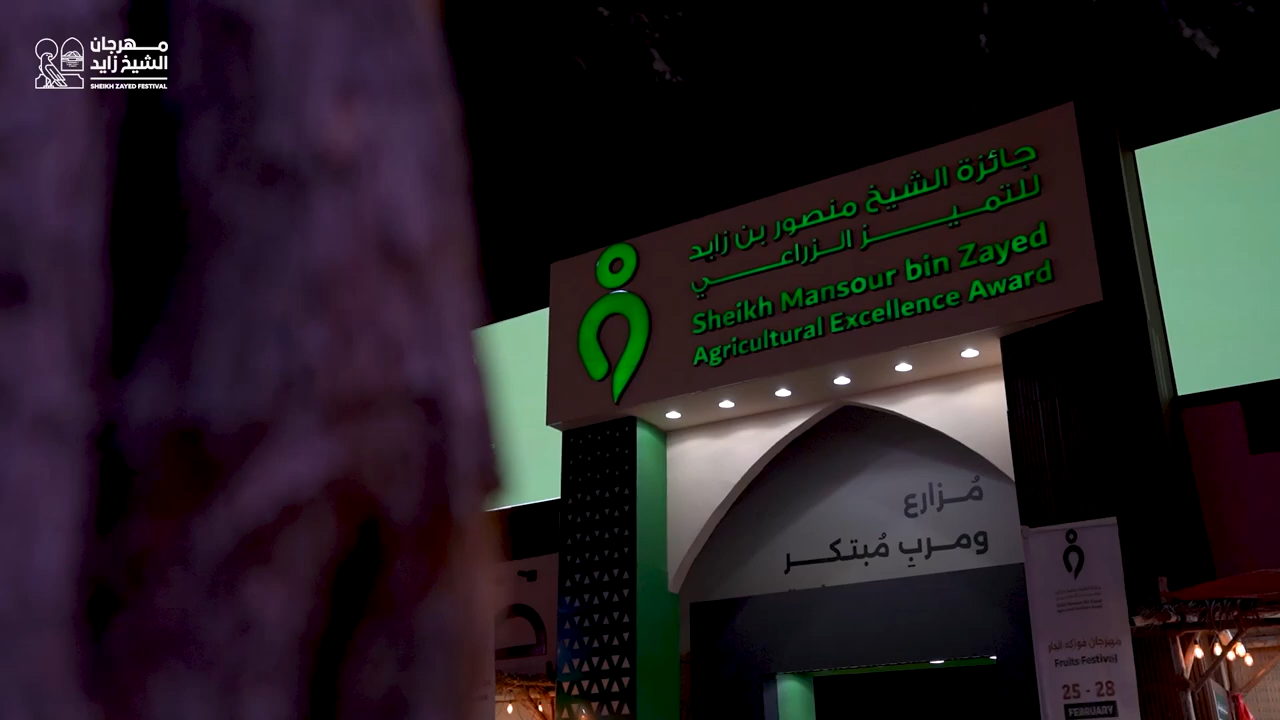 مهرجان
الشيخ زايد
SHEIKH ZAYED FESTIVAL
جائزة الشيخ منصور بن زايد
للتميز الزراعي
Sheikh Mansour bin Zayed
Agricultural Excellence Award
مُزارع
ومربِ مُبتكر
Fruits Festival
25 - 28
FEBRUARY